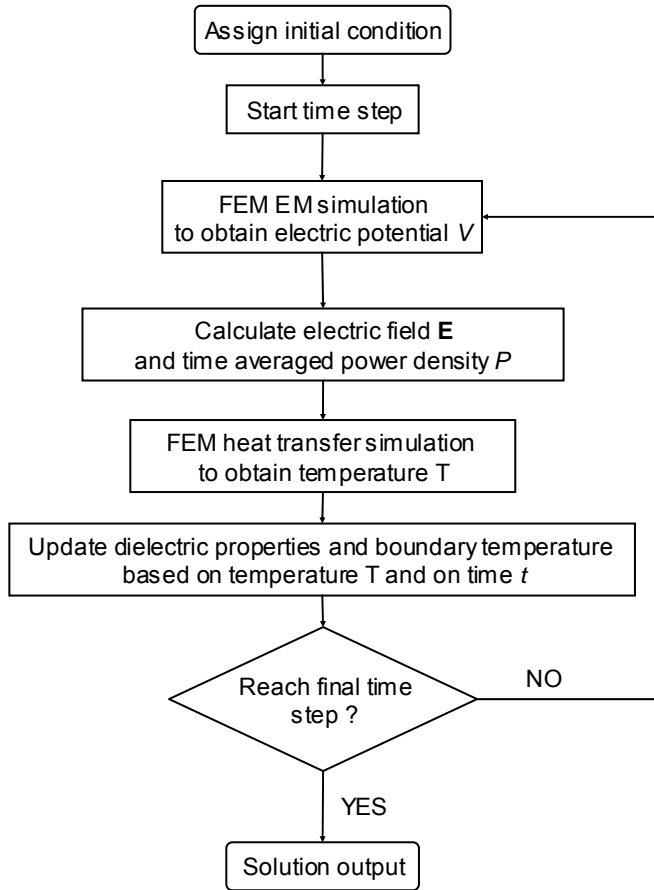 Assign initial condition
Start time step
FEM EM simulation
to obtain electric potential V
Calculate electric field E
and time averaged power density P
FEM heat transfer simulation
to obtain temperature T
Update dielectric properties and boundary temperature
based on temperature T and on time t
Reach final time
step ?
NO
YES
Solution output